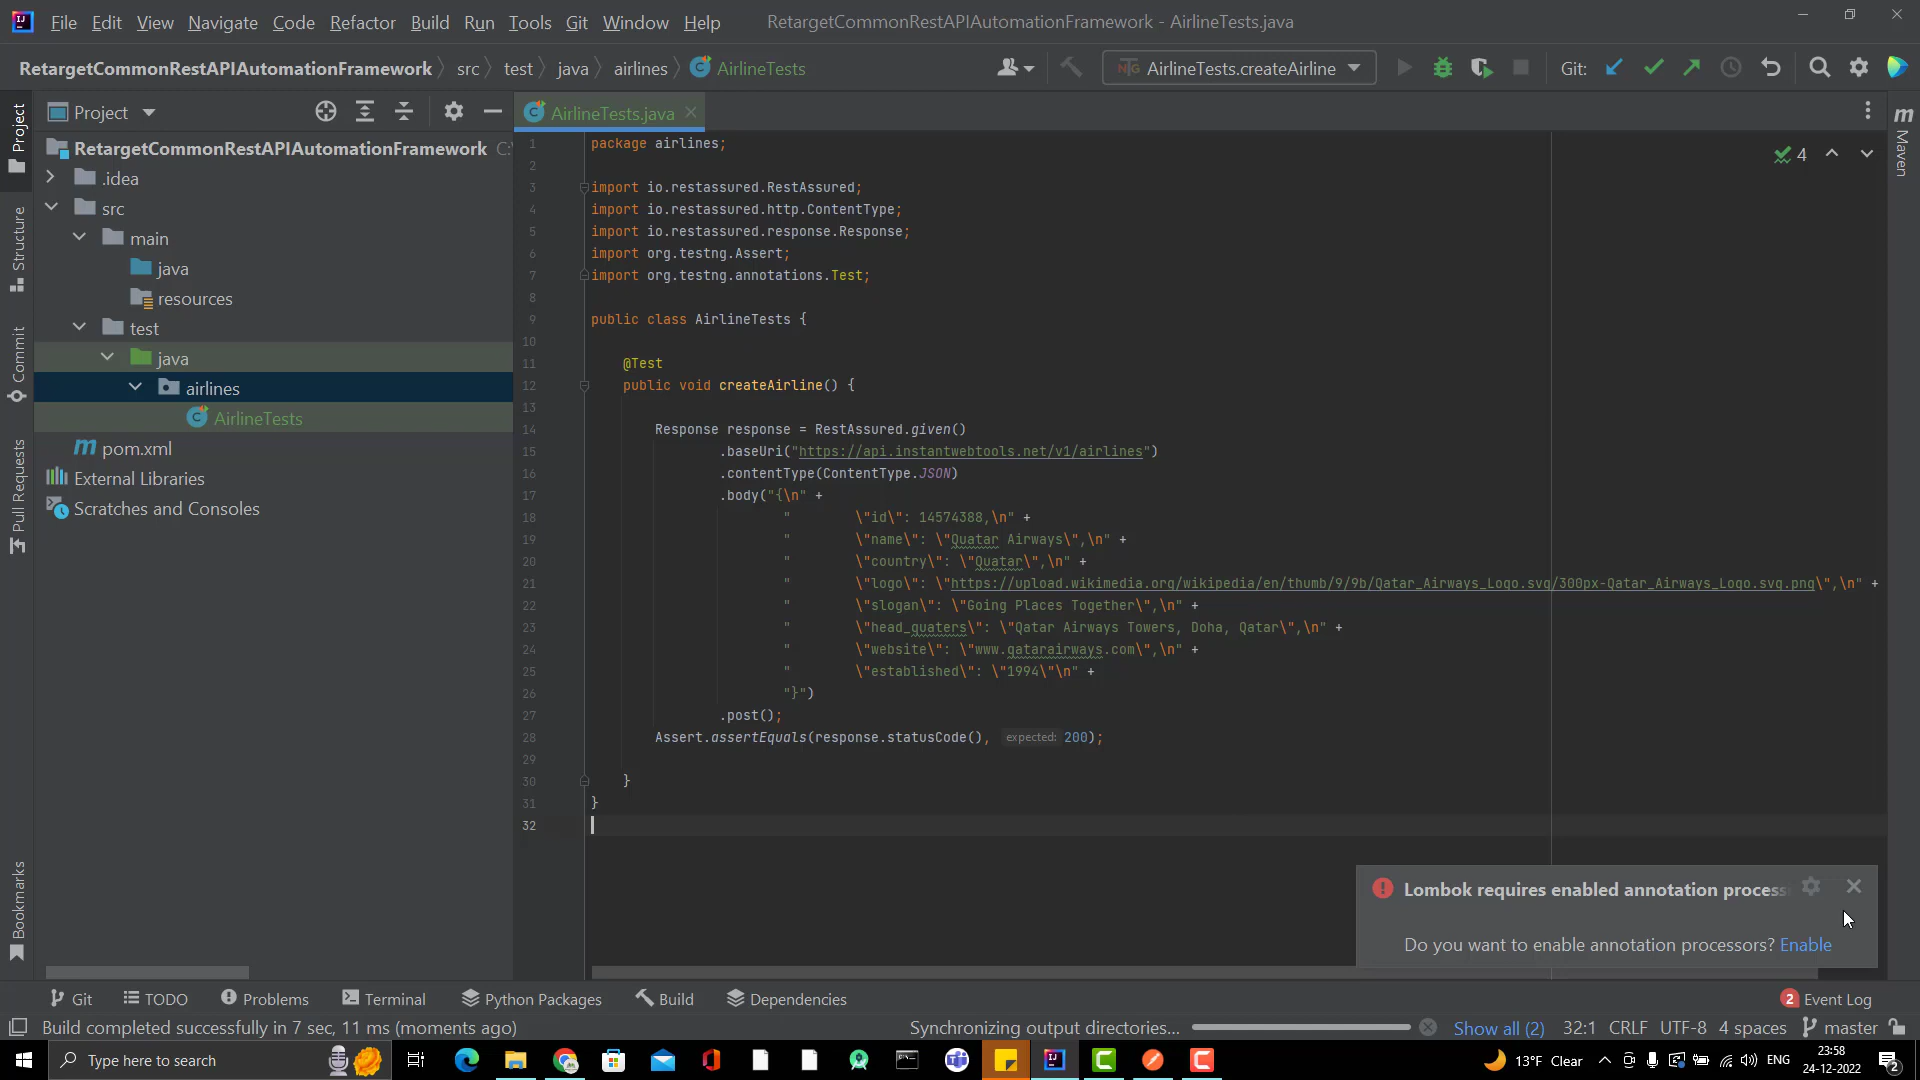 File Edit View Navigate Code Refactor Build Run Tools Git Window Help RetargetCommonRestAPIAutomationFramework - AirlineTests.java
RetargetCommonRestAPIAutomationFramework src test java airlines AirlineTests AirlineTests.createAirline Git:
Project
AirlineTests.java
RetargetCommonRestAPIAutomationFramework C:\
.idea
src
main
java
resources
test
java
airlines
AirlineTests
pom.xml
External Libraries
Scratches and Consoles
Project
Structure
Commit
Pull Requests
Bookmarks
Maven
4
1 package airlines;
2
3 import io.restassured.RestAssured;
4 import io.restassured.http.ContentType;
5 import io.restassured.response.Response;
6 import org.testng.Assert;
7 import org.testng.annotations.Test;
8
9 public class AirlineTests {
10
11 @Test
12 public void createAirline() {
13
14 Response response = RestAssured.given()
15 .baseUri("https://api.instantwebtools.net/v1/airlines")
16 .contentType(ContentType.JSON)
17 .body("{\n" +
18 " \"id\": 14574388,\n" +
19 " \"name\": \"Quatar Airways\",\n" +
20 " \"country\": \"Quatar\",\n" +
21 " \"logo\": \"https://upload.wikimedia.org/wikipedia/en/thumb/9/9b/Qatar_Airways_Logo.svg/300px-Qatar_Airways_Logo.svg.png\",\n" +
22 " \"slogan\": \"Going Places Together\",\n" +
23 " \"head_quaters\": \"Qatar Airways Towers, Doha, Qatar\",\n" +
24 " \"website\": \"www.qatarairways.com\",\n" +
25 " \"established\": \"1994\"\n" +
26 "}")
27 .post();
28 Assert.assertEquals(response.statusCode(), expected: 200);
29
30 }
31 }
32
Lombok requires enabled annotation process
Do you want to enable annotation processors? Enable
Git TODO Problems Terminal Python Packages Build Dependencies 2 Event Log
Build completed successfully in 7 sec, 11 ms (moments ago) Synchronizing output directories... Show all (2) 32:1 CRLF UTF-8 4 spaces master
Type here to search 13°F Clear ENG 23:58
24-12-2022 2